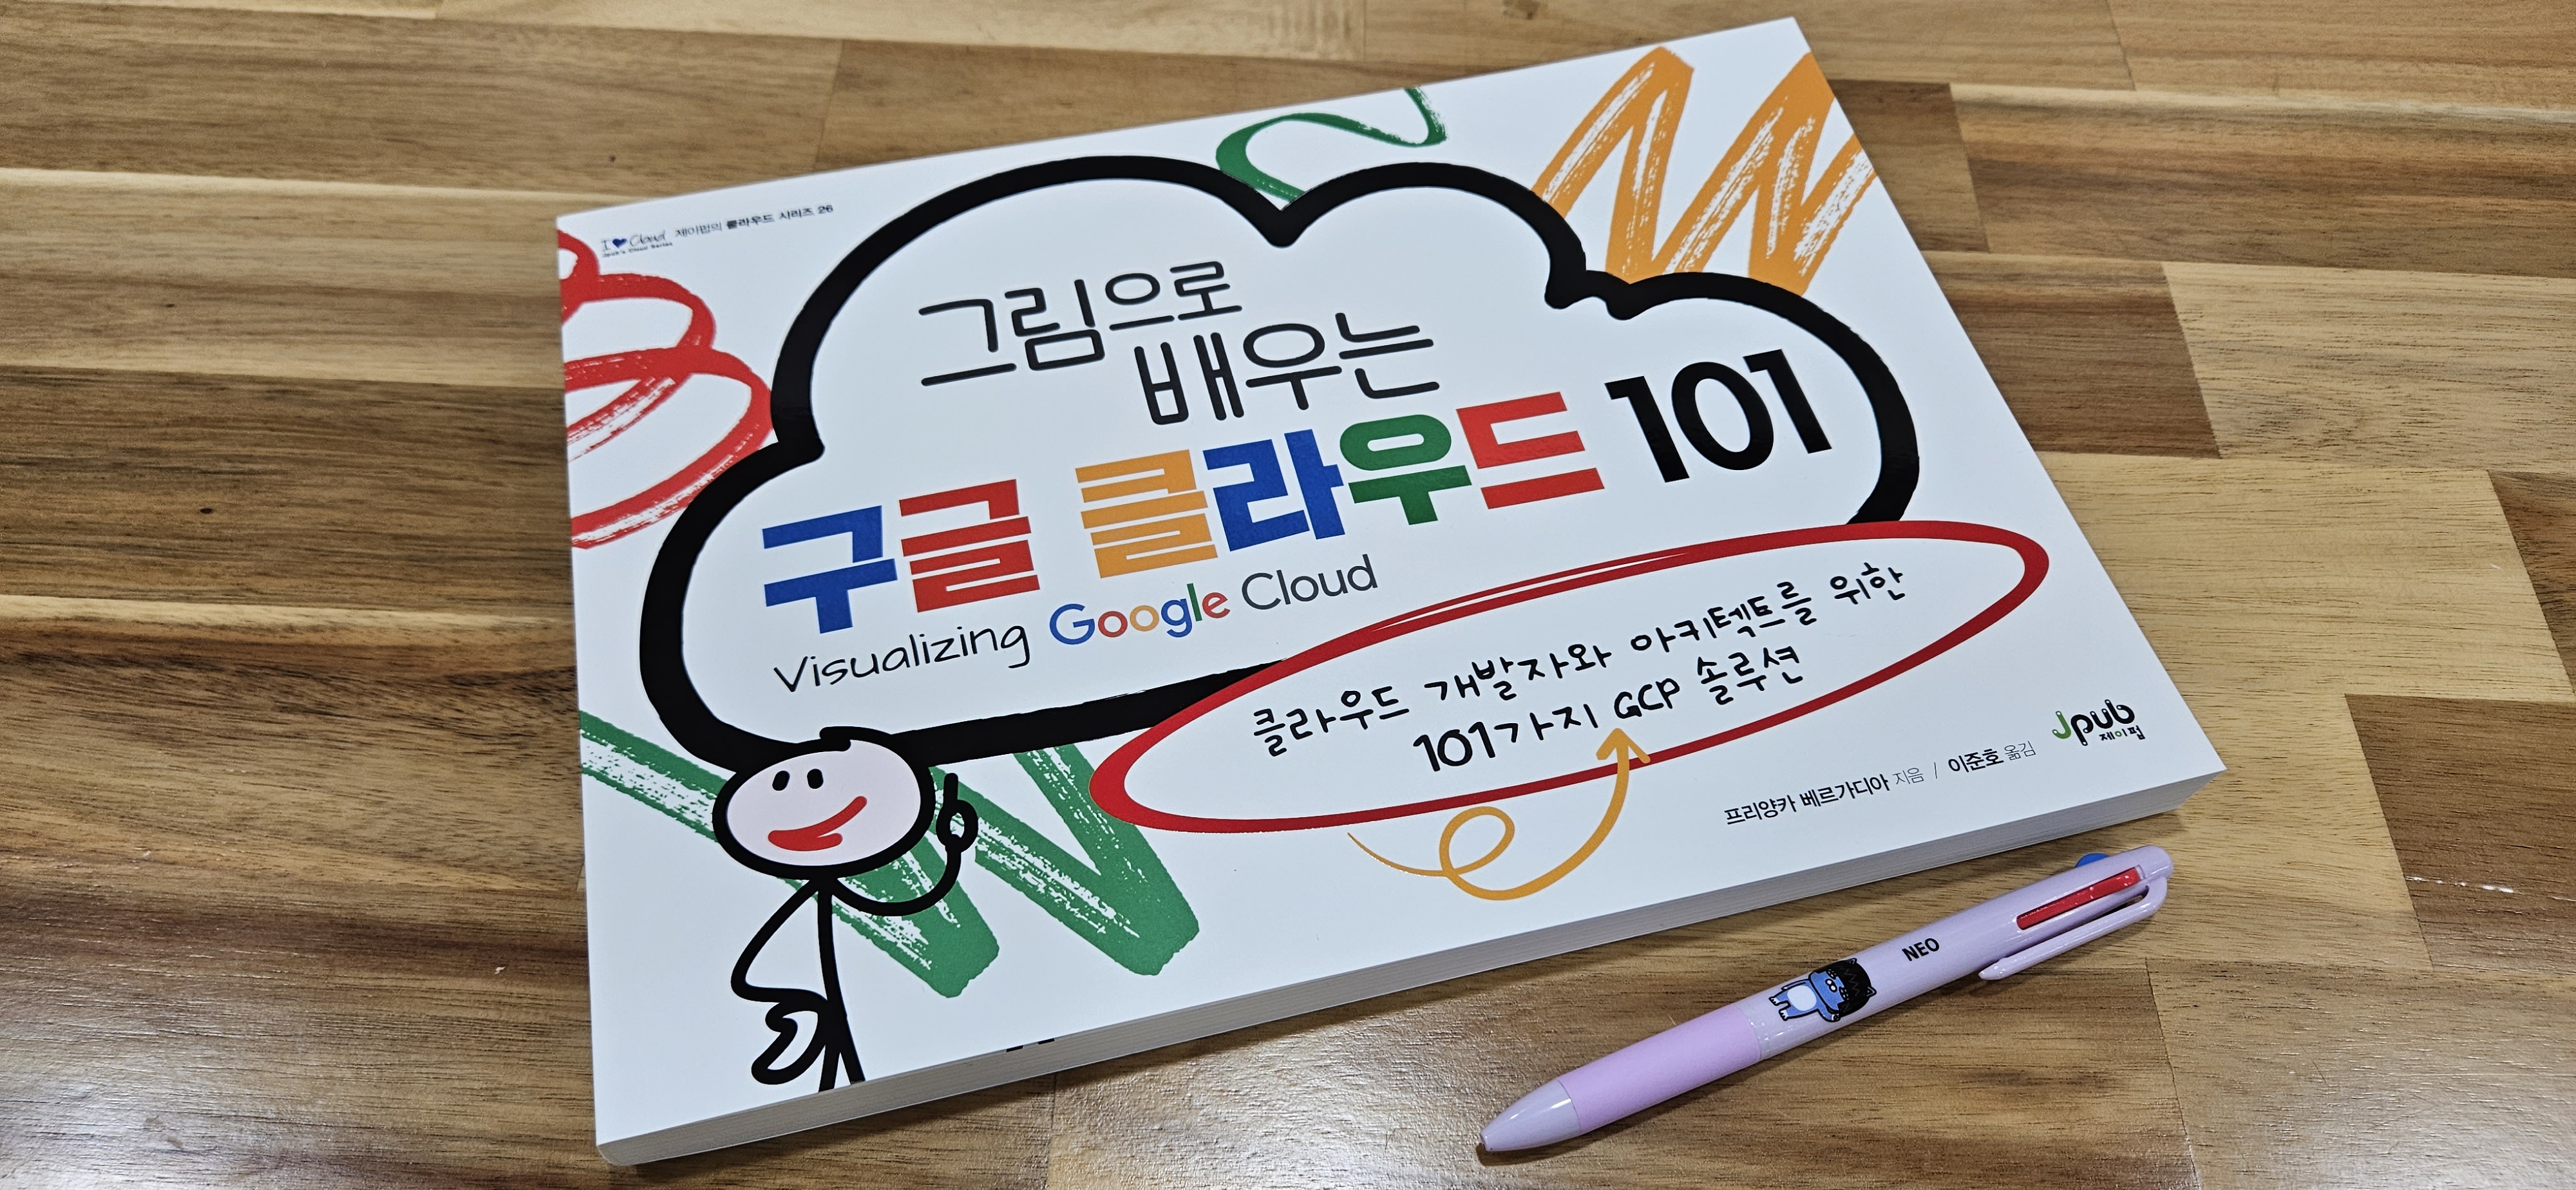 I ♥ Cloud 제이펍의 클라우드 시리즈 26
Jpub's Cloud Series
그림으로
배우는
구글 클라우드 101
Visualizing Google Cloud
클라우드 개발자와 아키텍트를 위한
101가지 GCP 솔루션
프리양카 베르가디아 지음 / 이준호 옮김
Jpub
제이펍
NEO